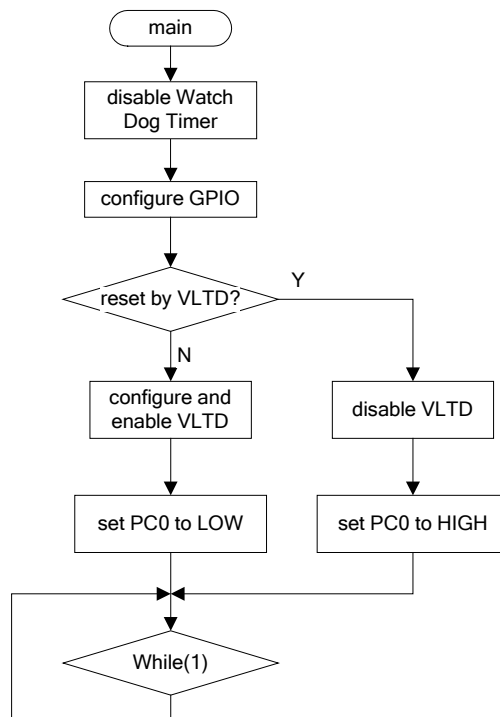 main
disable Watch
Dog Timer
configure GPIO
reset by VLTD?
Y
N
configure and
enable VLTD
disable VLTD
set PC0 to LOW
set PC0 to HIGH
While(1)